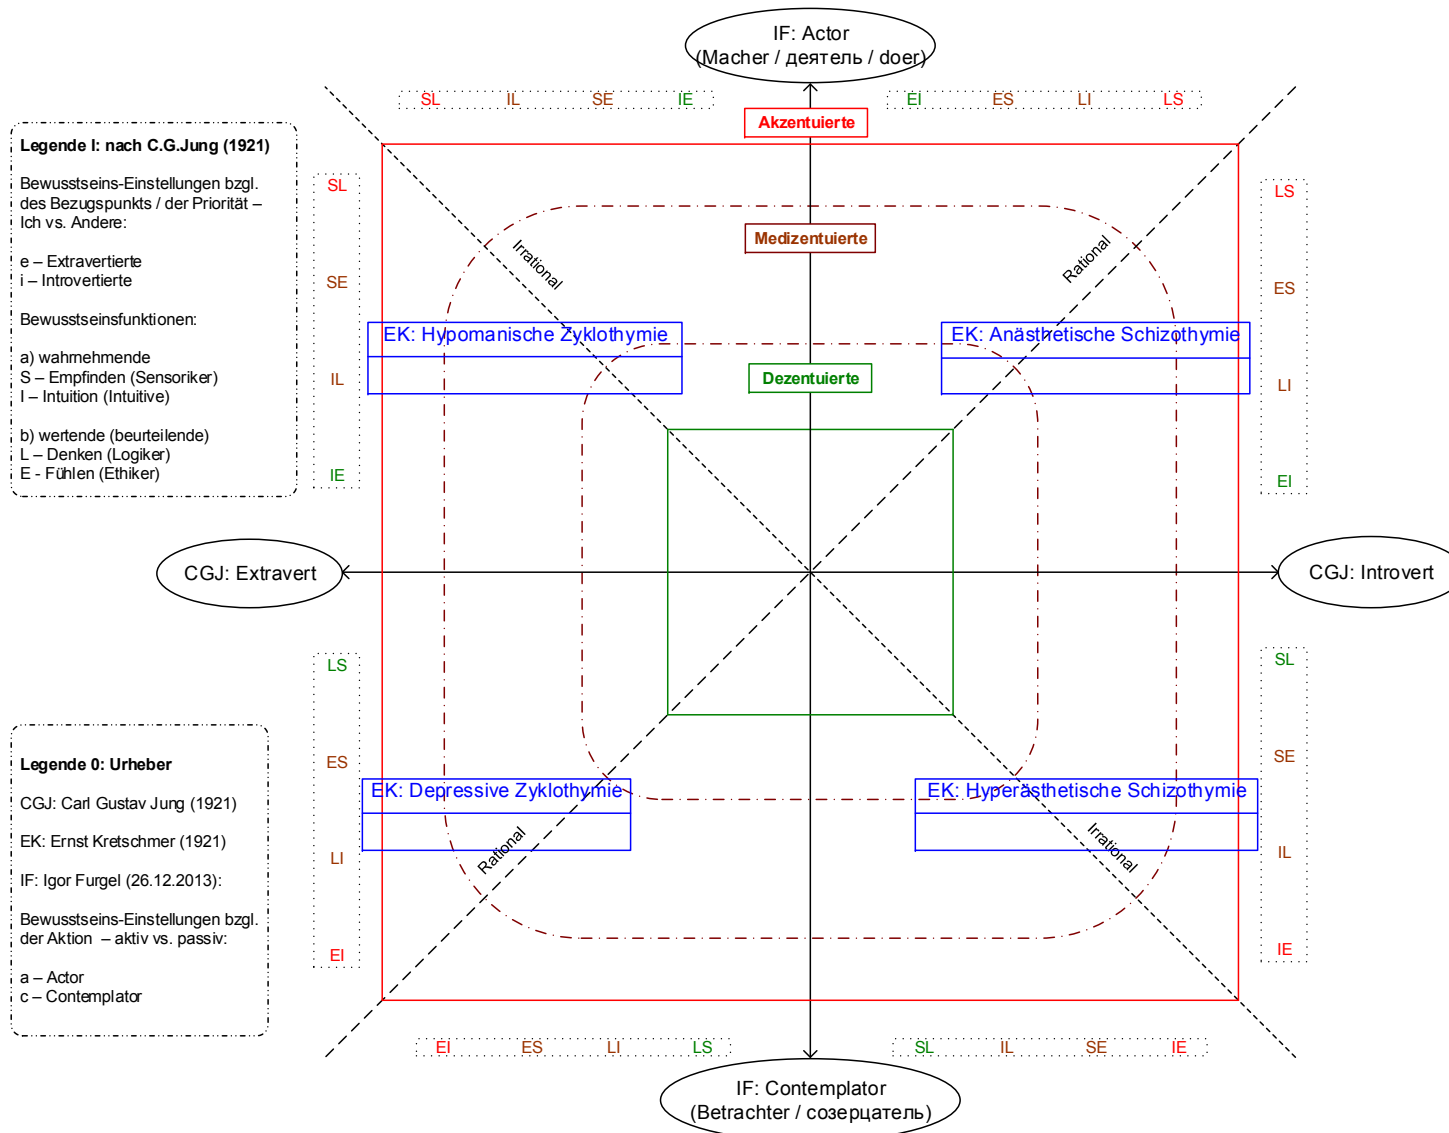 IF: Actor
(Macher / деятель / doer)
SL IL SE IE
EI ES LI LS
Akzentuierte
Legende I: nach C.G.Jung (1921)
Bewusstseins-Einstellungen bzgl.
des Bezugspunkts / der Priorität –
Ich vs. Andere:
e – Extravertierte
i – Introvertierte
Bewusstseinsfunktionen:
a) wahrnehmende
S – Empfinden (Sensoriker)
I – Intuition (Intuitive)
b) wertende (beurteilende)
L – Denken (Logiker)
E - Fühlen (Ethiker)
SL
SE
IL
IE
Irrational
Medizentuierte
Rational
LS
ES
LI
EI
EK: Hypomanische Zyklothymie
EK: Anästhetische Schizothymie
Dezentuierte
CGJ: Extravert
CGJ: Introvert
LS
ES
LI
EI
SL
SE
IL
IE
EK: Depressive Zyklothymie
EK: Hyperästhetische Schizothymie
Rational
Irrational
Legende 0: Urheber
CGJ: Carl Gustav Jung (1921)
EK: Ernst Kretschmer (1921)
IF: Igor Furgel (26.12.2013):
Bewusstseins-Einstellungen bzgl.
der Aktion – aktiv vs. passiv:
a – Actor
c – Contemplator
EI ES LI LS
SL IL SE IE
IF: Contemplator
(Betrachter / созерцатель)